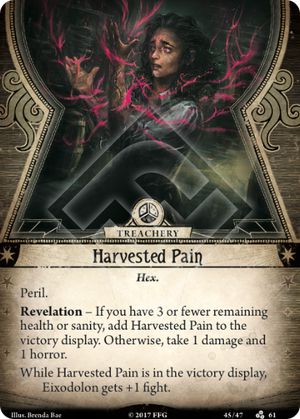 TREACHERY
Harvested Pain
Hex.
Peril.
Revelation – If you have 3 or fewer remaining
health or sanity, add Harvested Pain to the
victory display. Otherwise, take 1 damage and
1 horror.
While Harvested Pain is in the victory display,
Eixodolon gets +1 fight.
Illus. Brenda Bae © 2017 FFG 45/47 61